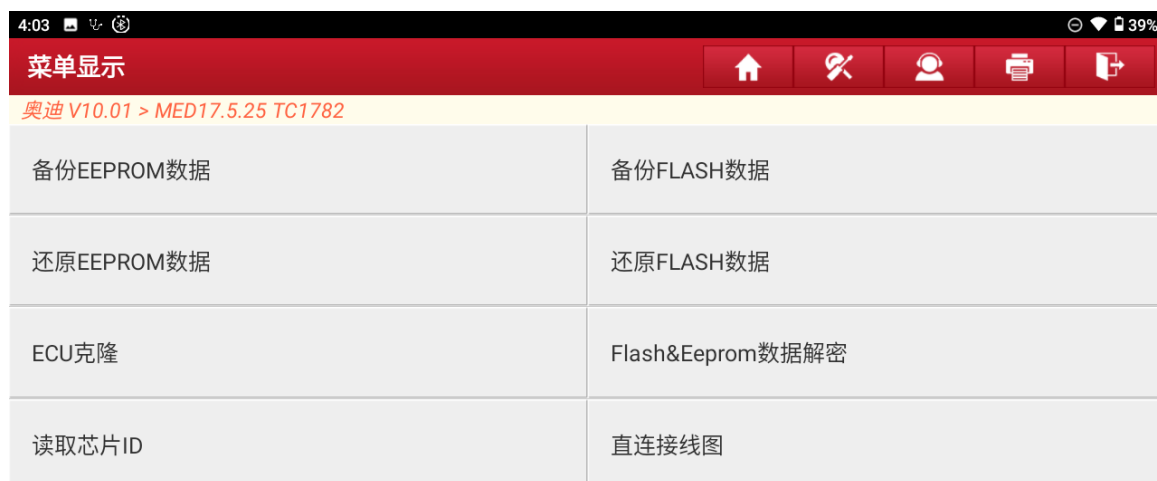 4:03
39%
菜单显示
奥迪 V10.01 > MED17.5.25 TC1782
备份EEPROM数据
备份FLASH数据
还原EEPROM数据
还原FLASH数据
ECU克隆
Flash&Eeprom数据解密
读取芯片ID
直连接线图